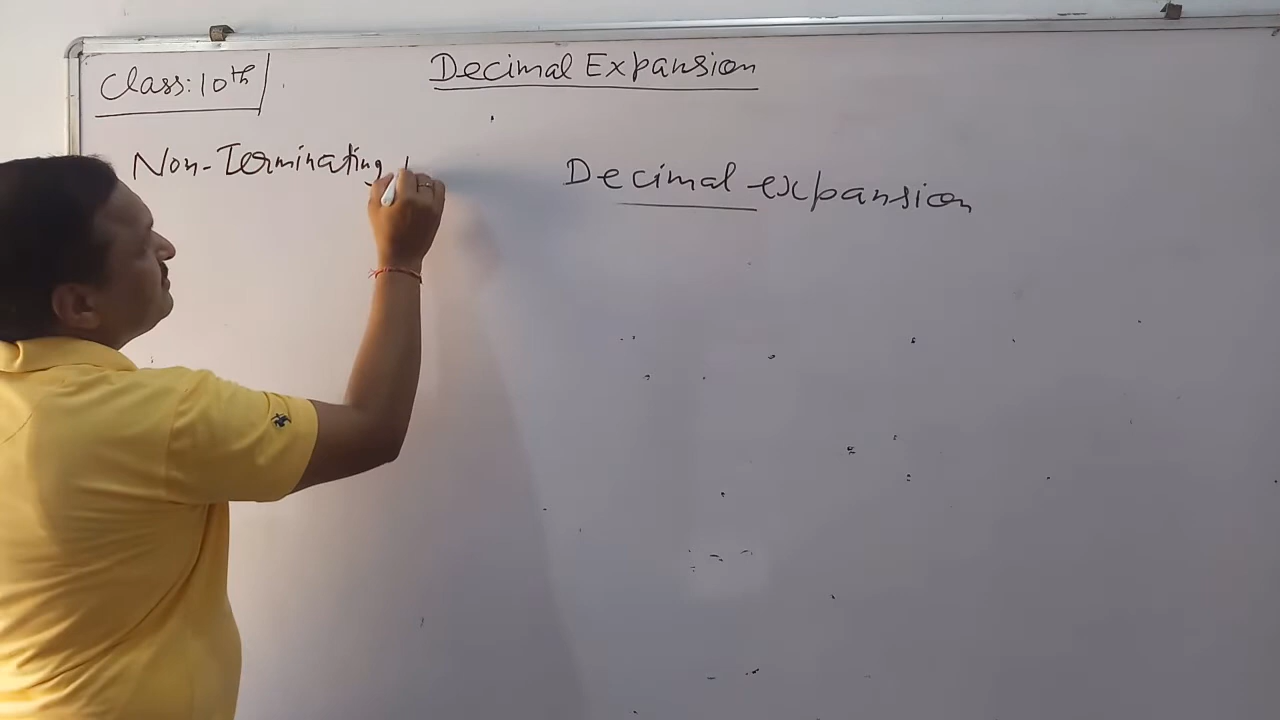 Class: 10th
Decimal Expansion
Non-Terminating
Decimal expansion